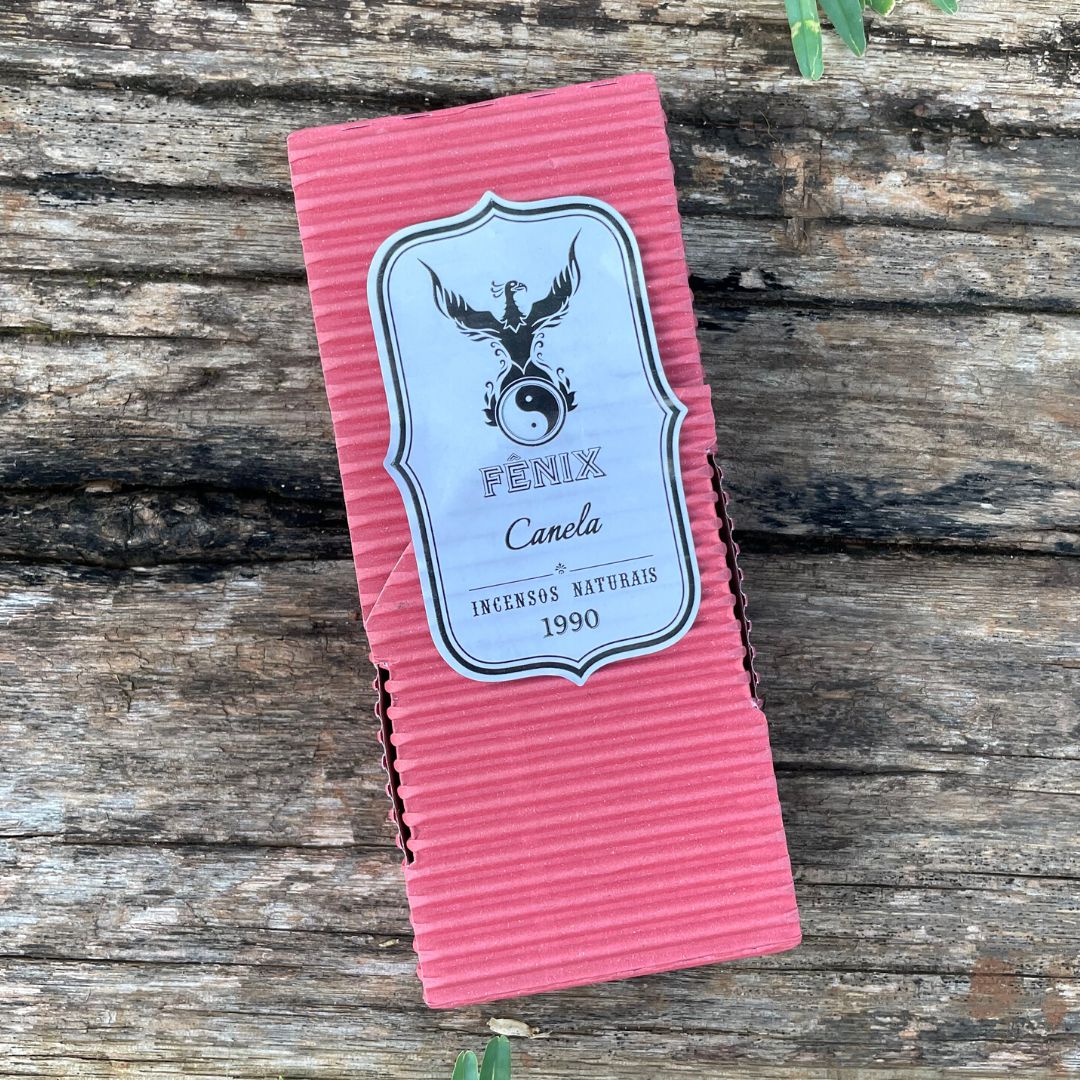 FÊNIX
Canela
INCENSOS NATURAIS
1990